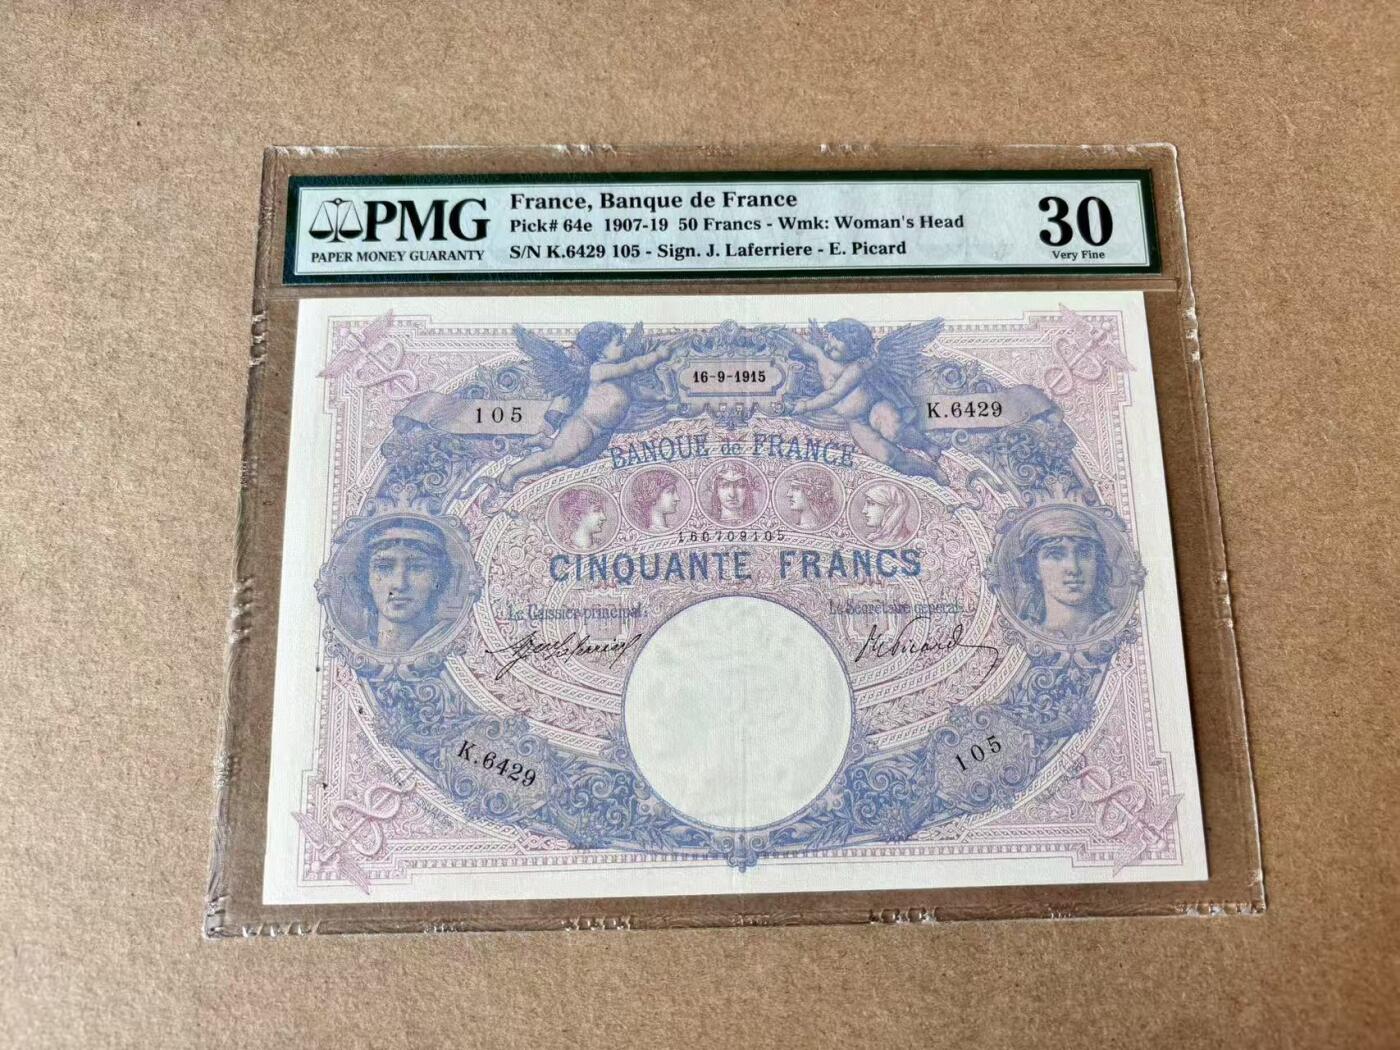 PMG
PAPER MONEY GUARANTY
France, Banque de France
Pick# 64e 1907-19 50 Francs - Wmk: Woman's Head
S/N K.6429 105 - Sign. J. Laferriere - E. Picard
30
Very Fine
16-9-1915
105
K.6429
BANQUE de FRANCE
160709105
CINQUANTE FRANCS
Le Caissier principal,
Le Secrétaire général,
K.6429
105